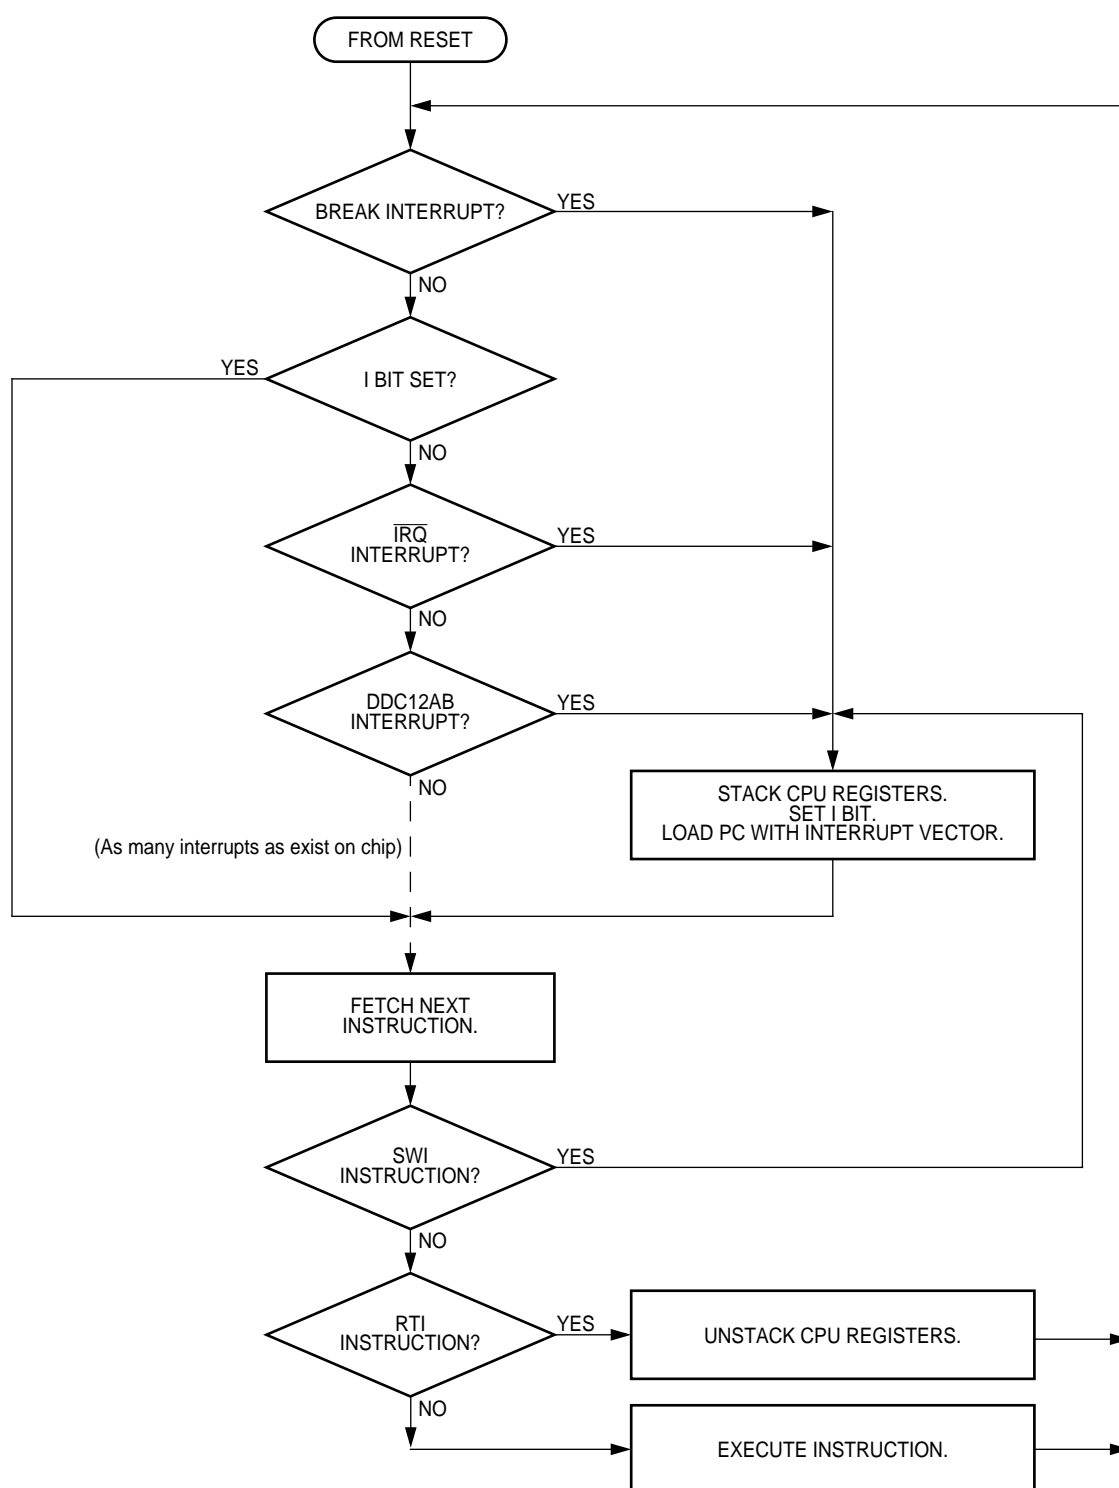 FROM RESET
BREAK INTERRUPT?
YES
NO
YES
I BIT SET?
NO
IRQ
INTERRUPT?
YES
NO
DDC12AB
INTERRUPT?
YES
NO
STACK CPU REGISTERS.
SET I BIT.
LOAD PC WITH INTERRUPT VECTOR.
(As many interrupts as exist on chip)
FETCH NEXT
INSTRUCTION.
SWI
INSTRUCTION?
YES
NO
RTI
INSTRUCTION?
YES
UNSTACK CPU REGISTERS.
NO
EXECUTE INSTRUCTION.